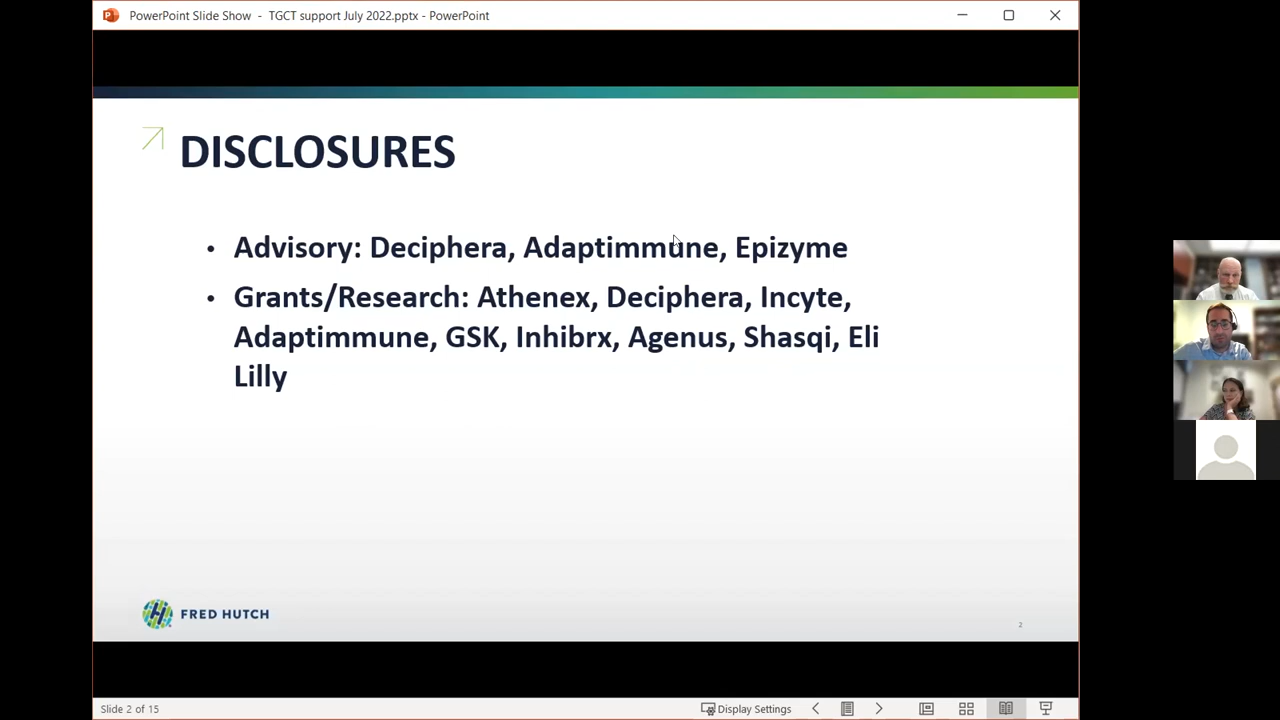 PowerPoint Slide Show - TGCT support July 2022.pptx - PowerPoint
DISCLOSURES
• Advisory: Deciphera, Adaptimmune, Epizyme
• Grants/Research: Athenex, Deciphera, Incyte,
Adaptimmune, GSK, Inhibrx, Agenus, Shasqi, Eli
Lilly
FRED HUTCH
2
Slide 2 of 15
Display Settings